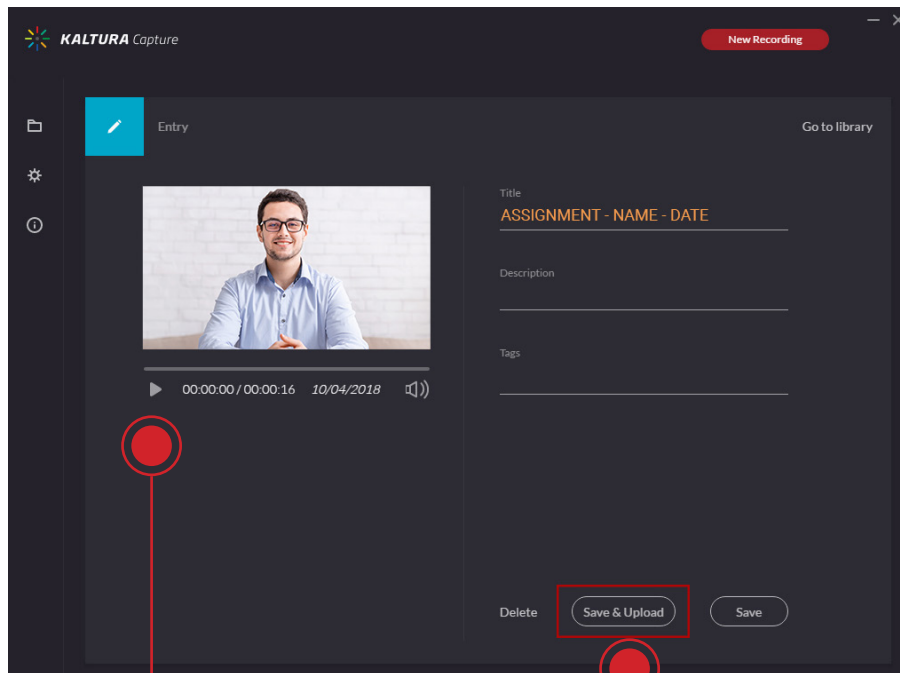 KALTURA Capture
New Recording
Entry
Go to library
Title
ASSIGNMENT - NAME - DATE
Description
Tags
00:00:00 / 00:00:16 10/04/2018
Delete
Save & Upload
Save